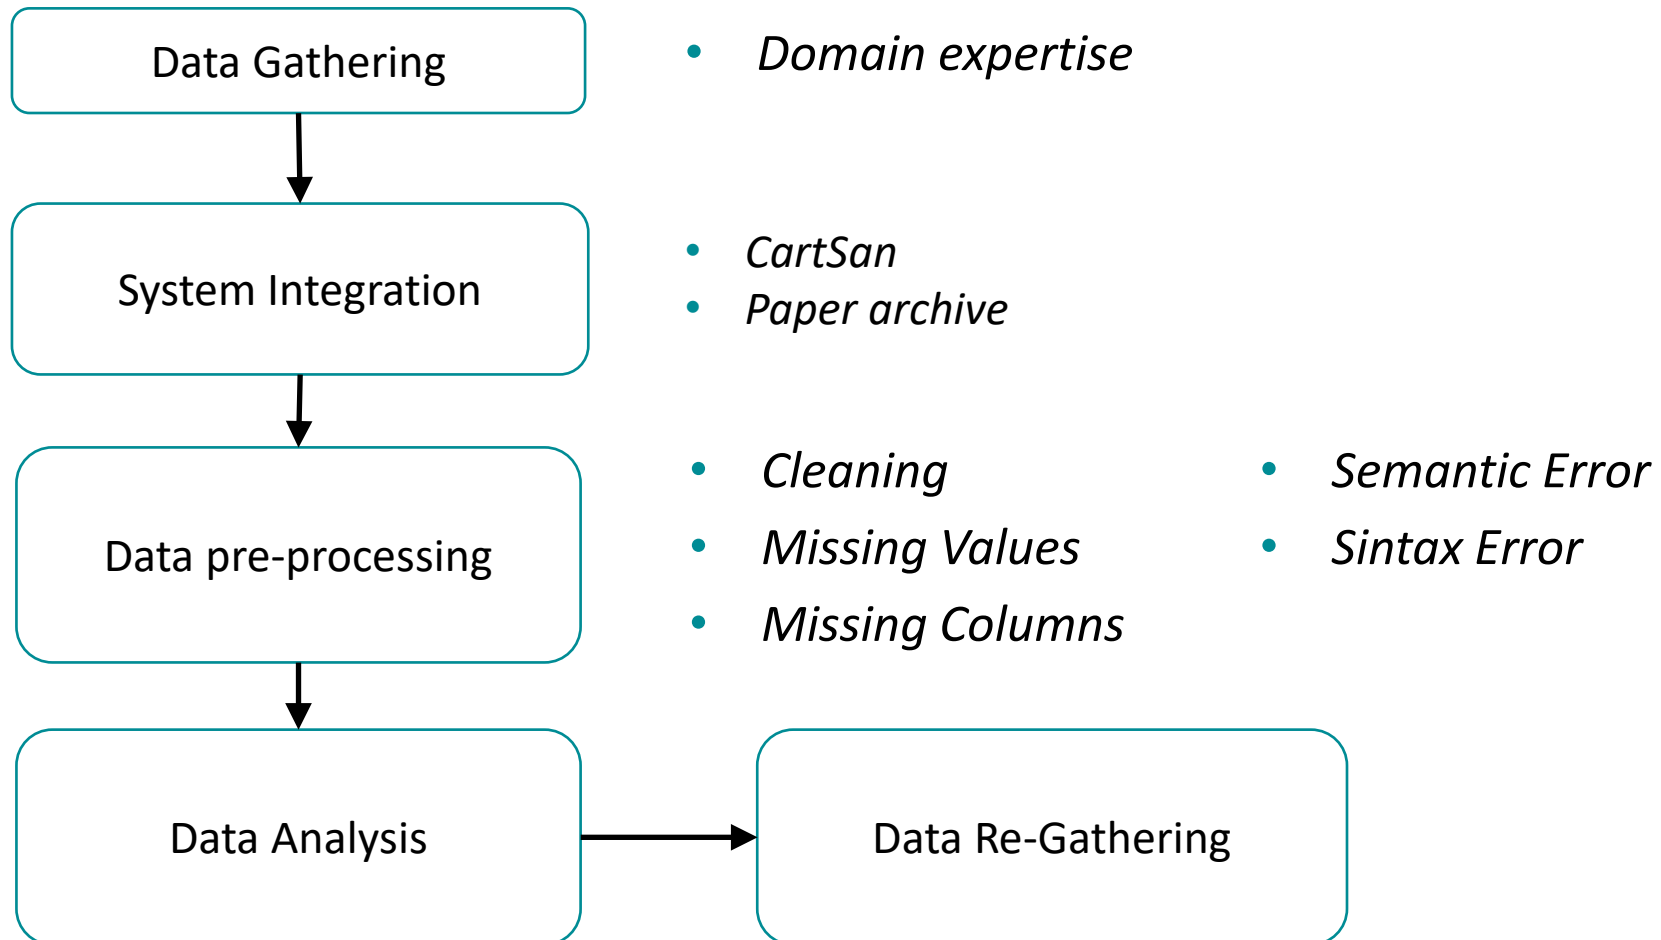 Data Gathering
• Domain expertise
System Integration
• CartSan
• Paper archive
Data pre-processing
• Cleaning
• Missing Values
• Missing Columns
• Semantic Error
• Sintax Error
Data Analysis
Data Re-Gathering